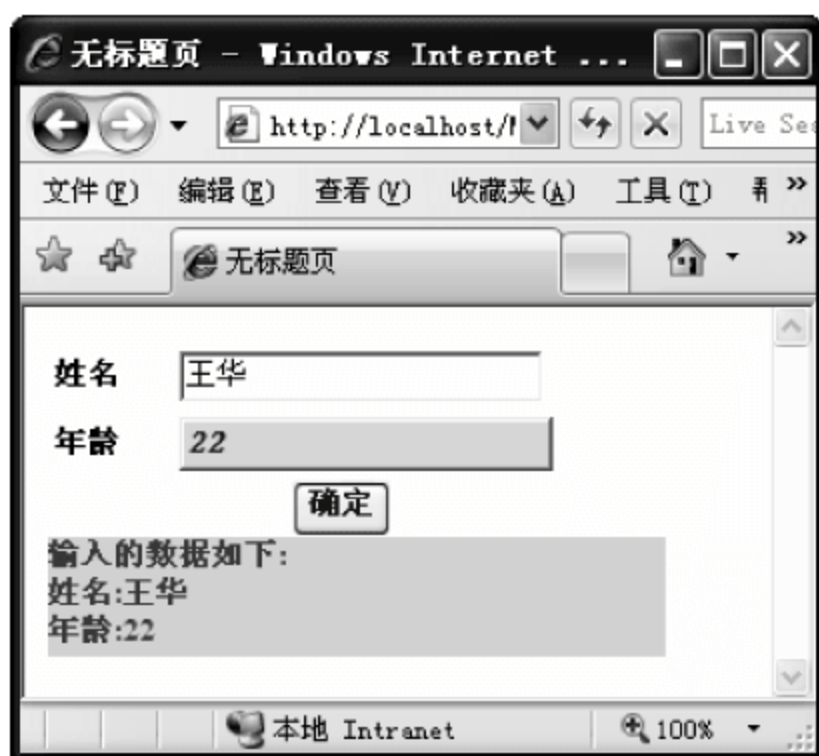 无标题页 - Windows Internet ...
http://localhost/
Live
文件(F) 编辑(E) 查看(V) 收藏夹(A) 工具(T) »
无标题页 »
姓名 王华
年龄 22
确定
输入的数据如下:
姓名:王华
年龄:22
本地 Intranet 100%